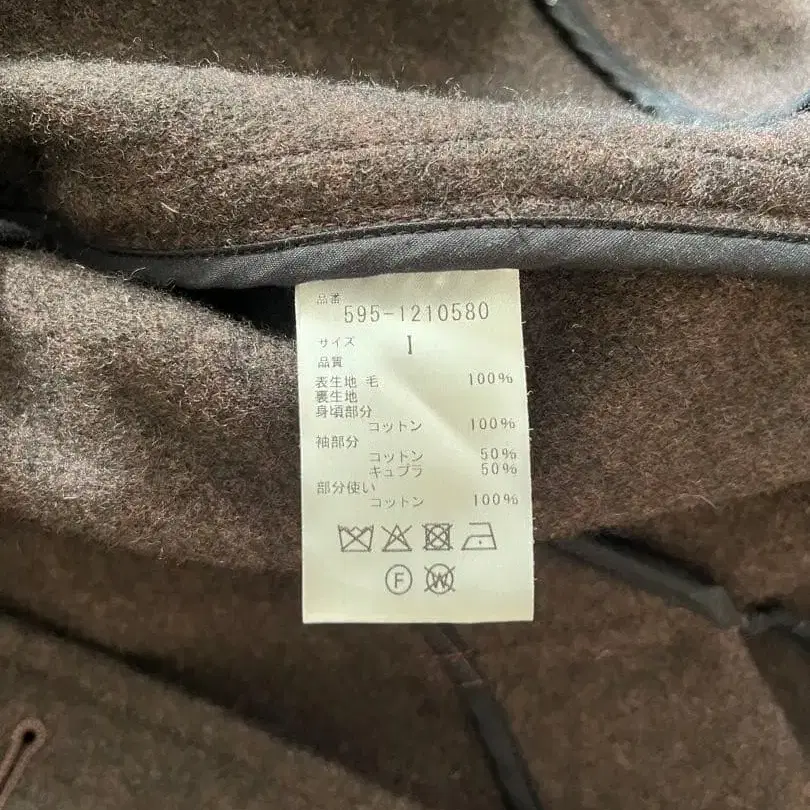 品番
595-1210580
サイズ I
品質
表生地 毛 100%
裏生地
身頃部分
コットン 100%
袖部分
コットン 50%
キュプラ 50%
部分使い
コットン 100%
F W